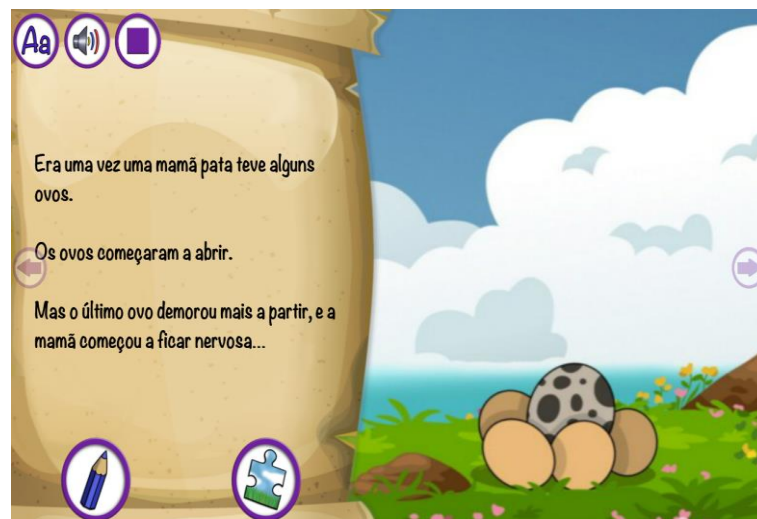 Aa
Era uma vez uma mamã pata teve alguns
ovos.
Os ovos começaram a abrir.
Mas o último ovo demorou mais a partir, e a
mamã começou a ficar nervosa...